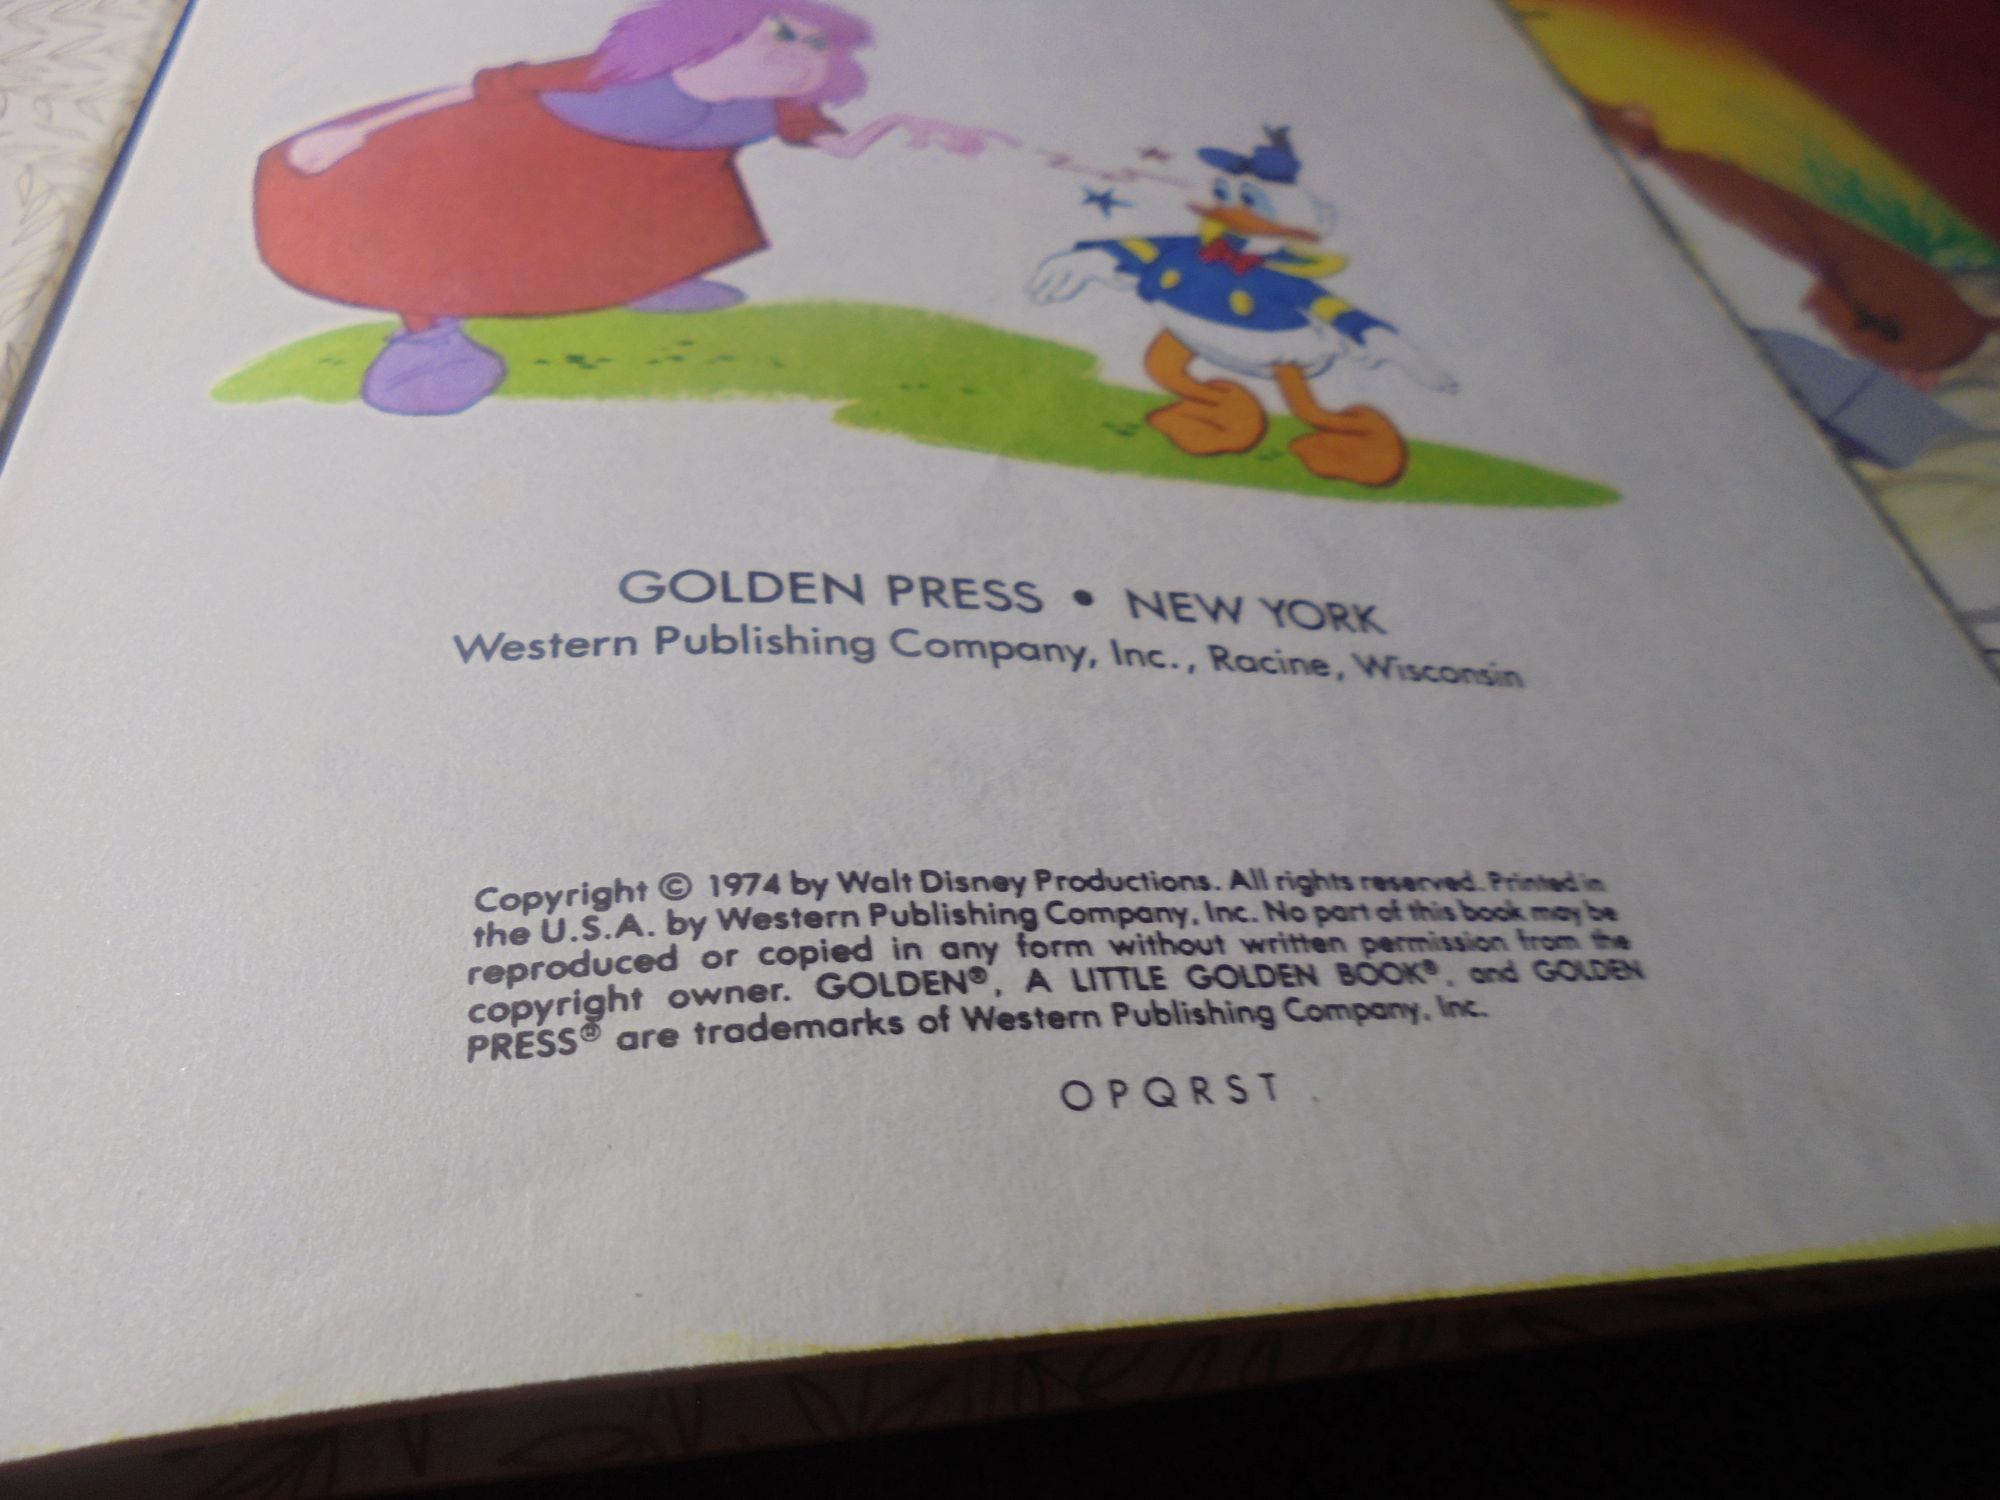 GOLDEN PRESS • NEW YORK
Western Publishing Company, Inc., Racine, Wisconsin
Copyright © 1974 by Walt Disney Productions. All rights reserved. Printed in
the U.S.A. by Western Publishing Company, Inc. No part of this book may be
reproduced or copied in any form without written permission from the
copyright owner. GOLDEN®, A LITTLE GOLDEN BOOK®, and GOLDEN
PRESS® are trademarks of Western Publishing Company, Inc.
O P Q R S T